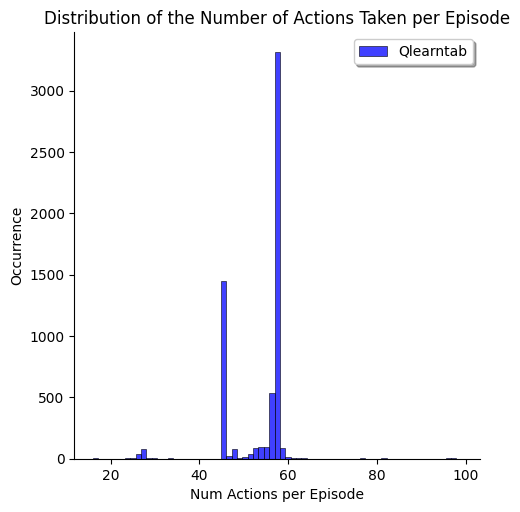 Distribution of the Number of Actions Taken per Episode
Qlearntab
3000
2500
2000
1500
1000
500
0
Occurrence
20 40 60 80 100
Num Actions per Episode